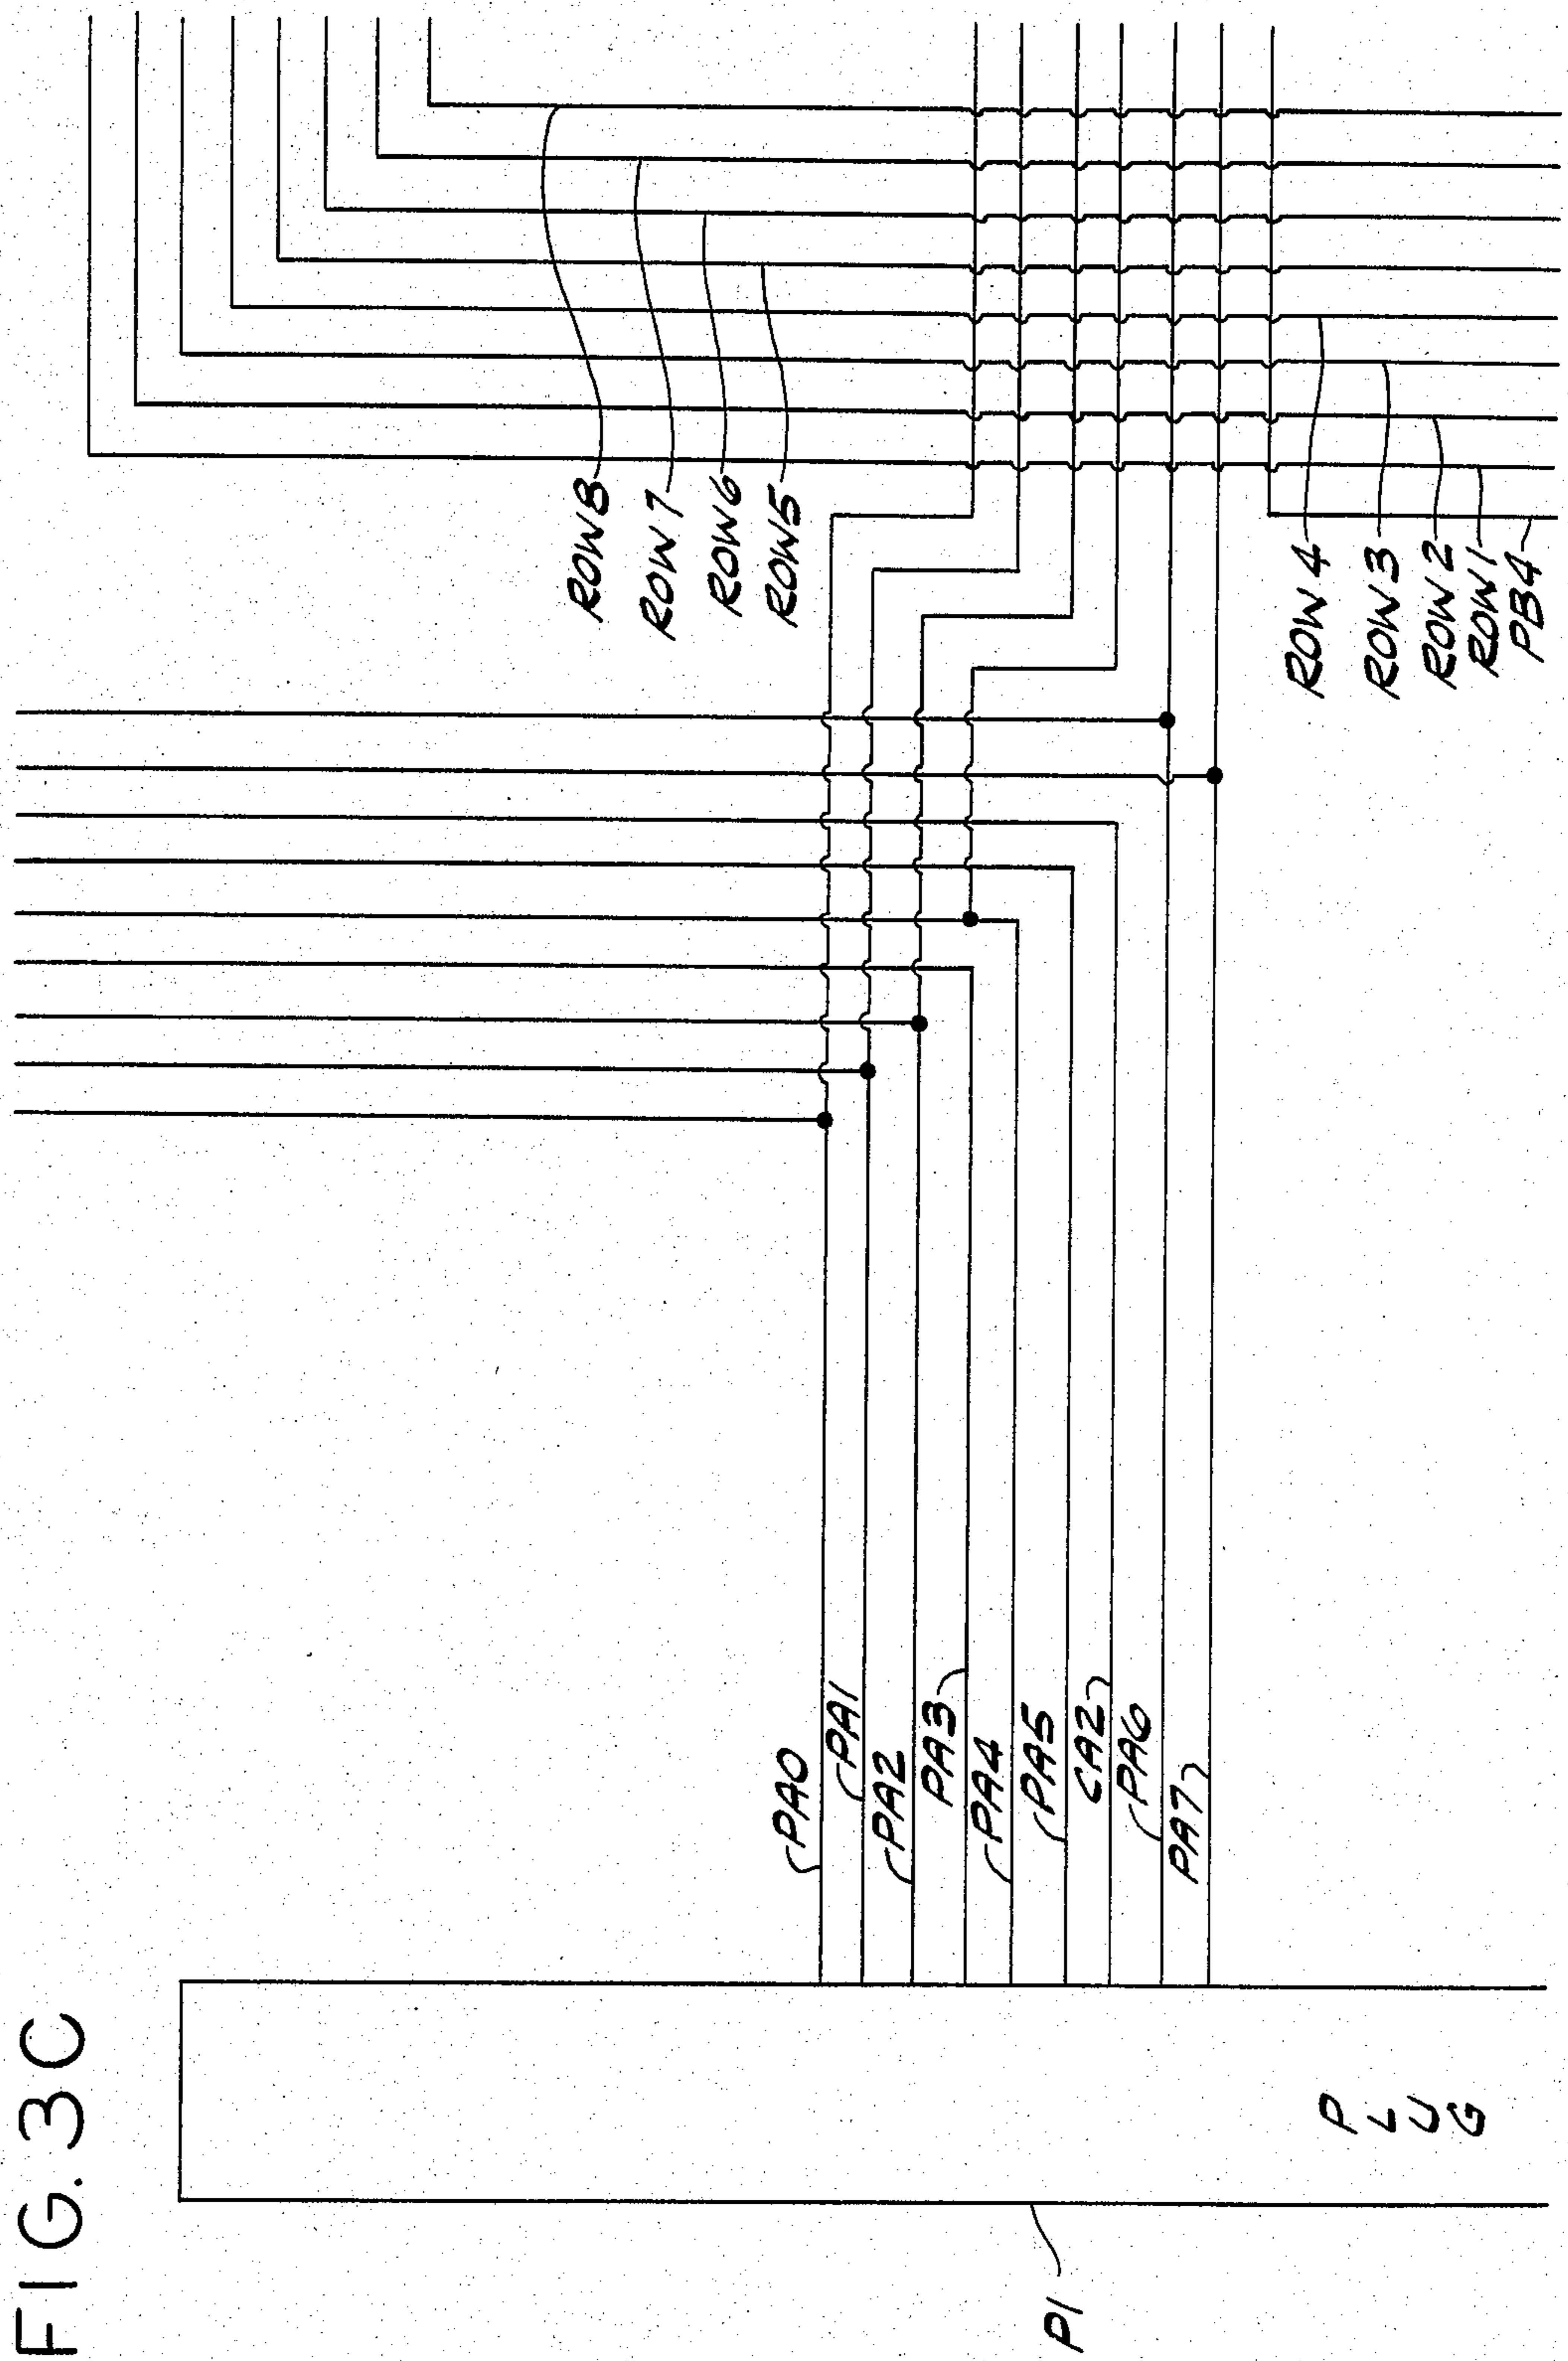 FIG. 3C
ROW 8
ROW 7
ROW 6
ROW 5
ROW 4
ROW 3
ROW 2
ROW 1
PB4
PA0
PA1
PA2
PA3
PA4
PA5
CA2
PA6
PA7
PLUG
P1